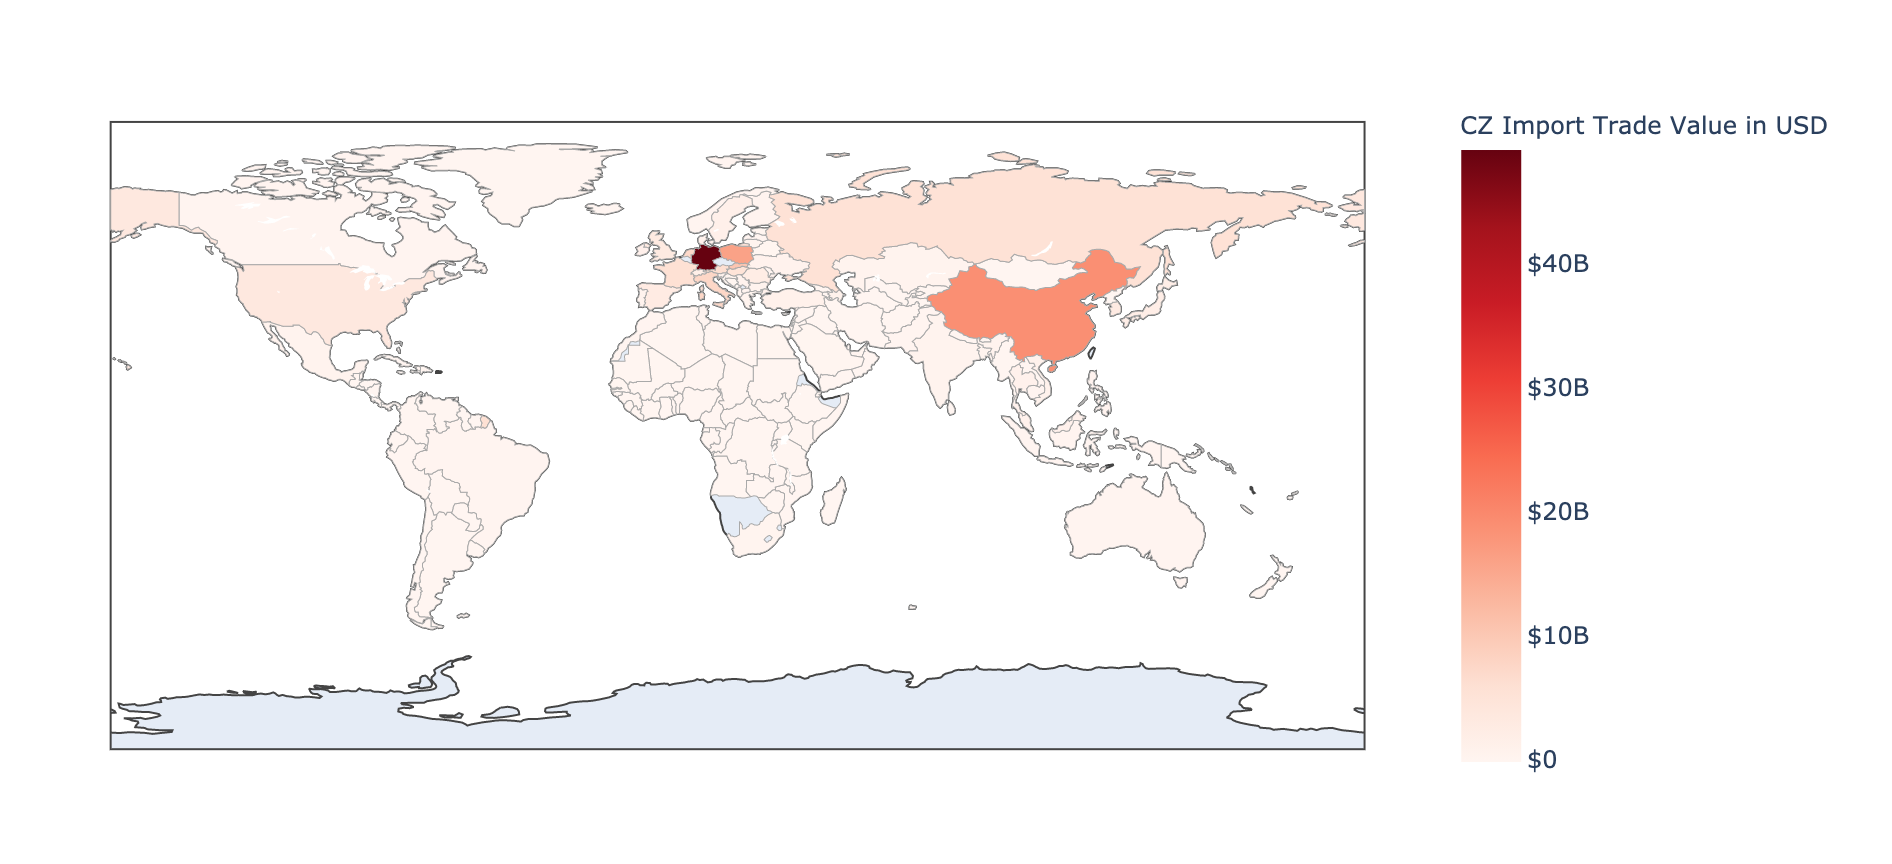 CZ Import Trade Value in USD
$40B
$30B
$20B
$10B
$0